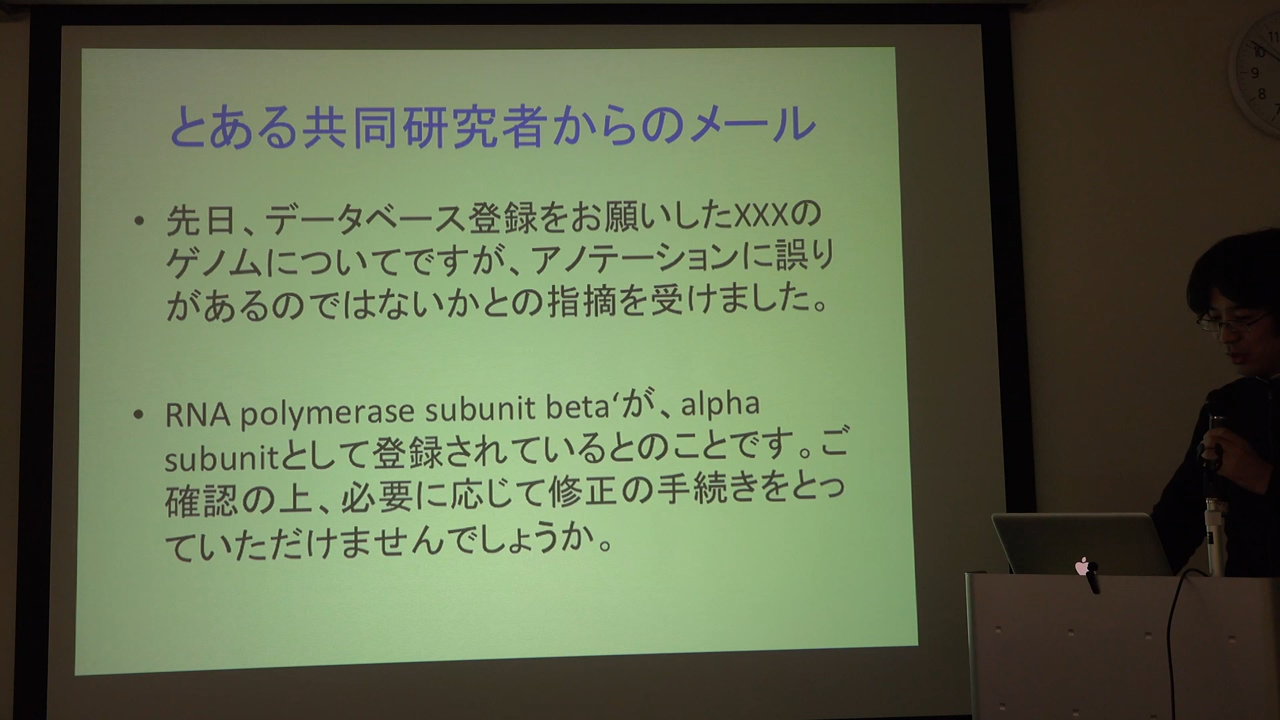 とある共同研究者からのメール
• 先日、データベース登録をお願いしたXXXの
ゲノムについてですが、アノテーションに誤り
があるのではないかとの指摘を受けました。
• RNA polymerase subunit beta‘が、alpha
subunitとして登録されているとのことです。ご
確認の上、必要に応じて修正の手続きをとっ
ていただけませんでしょうか。
11
10
9
8